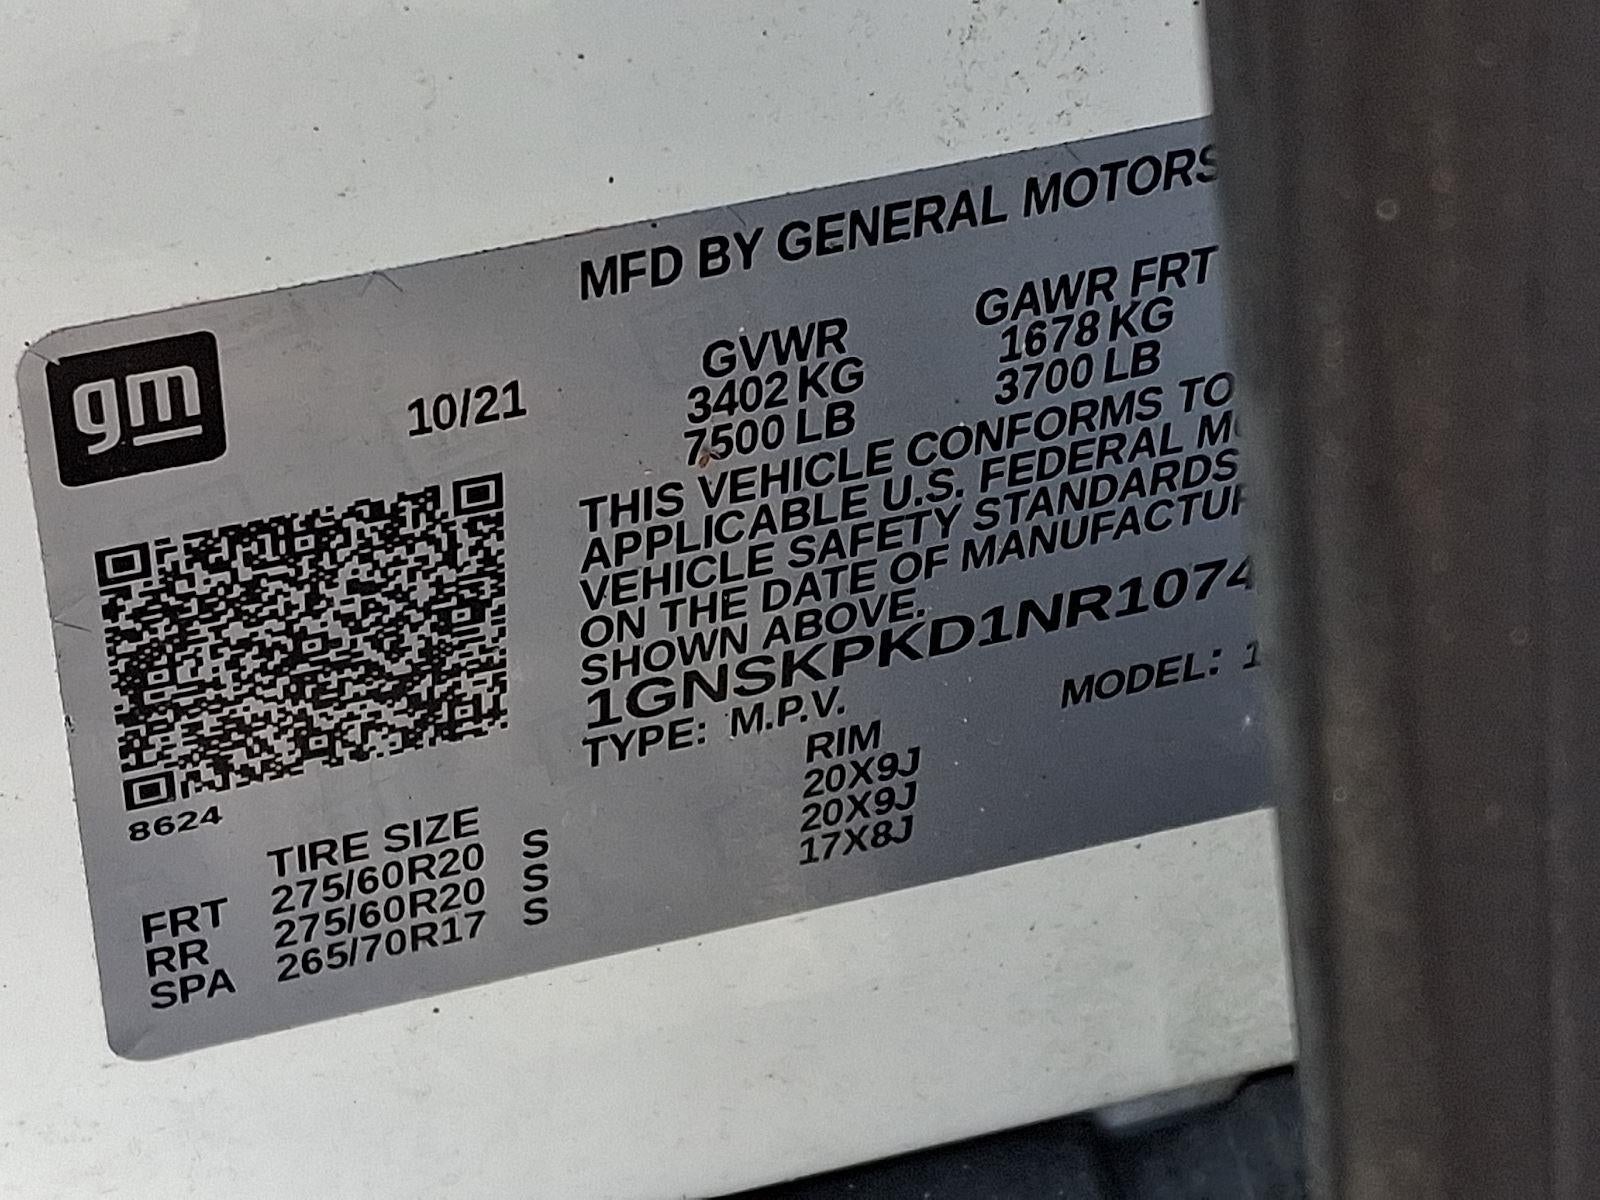 MFD BY GENERAL MOTORS
gm
10/21
GVWR
3402 KG
7500 LB
GAWR FRT
1678 KG
3700 LB
THIS VEHICLE CONFORMS TO
APPLICABLE U.S. FEDERAL
VEHICLE SAFETY STANDARDS
ON THE DATE OF MANUFACTUR
SHOWN ABOVE.
1GNSKPKD1NR1074
TYPE: M.P.V.
MODEL: 1
8624
TIRE SIZE
RIM
FRT 275/60R20 S 20X9J
RR 275/60R20 S 20X9J
SPA 265/70R17 S 17X8J